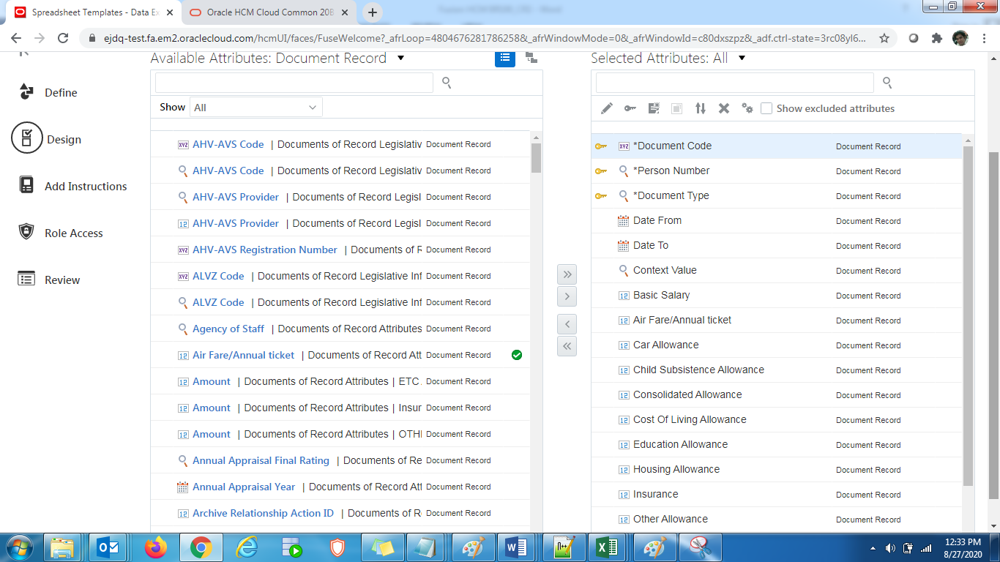 Spreadsheet Templates - Data Ex
Oracle HCM Cloud Common 20B
ejdq-test.fa.em2.oraclecloud.com/hcmUI/faces/FuseWelcome?_afrLoop=4804676281786258&_afrWindowMode=0&_afrWindowId=c80dxszpz&_adf.ctrl-state=3rc08yl6...
Define
Design
Add Instructions
Role Access
Review
Available Attributes: Document Record
Show All
AHV-AVS Code | Documents of Record Legislativ Document Record
AHV-AVS Code | Documents of Record Legislativ Document Record
AHV-AVS Provider | Documents of Record Legisl Document Record
AHV-AVS Provider | Documents of Record Legisl Document Record
AHV-AVS Registration Number | Documents of R Document Record
ALVZ Code | Documents of Record Legislative Inf Document Record
ALVZ Code | Documents of Record Legislative Inf Document Record
Agency of Staff | Documents of Record Attributes Document Record
Air Fare/Annual ticket | Documents of Record Att Document Record
Amount | Documents of Record Attributes | ETC Document Record
Amount | Documents of Record Attributes | Insur Document Record
Amount | Documents of Record Attributes | OTHI Document Record
Annual Appraisal Final Rating | Documents of Re Document Record
Annual Appraisal Year | Documents of Record Att Document Record
Archive Relationship Action ID | Documents of R Document Record
Selected Attributes: All
Show excluded attributes
*Document Code Document Record
*Person Number Document Record
*Document Type Document Record
Date From Document Record
Date To Document Record
Context Value Document Record
Basic Salary Document Record
Air Fare/Annual ticket Document Record
Car Allowance Document Record
Child Subsistence Allowance Document Record
Consolidated Allowance Document Record
Cost Of Living Allowance Document Record
Education Allowance Document Record
Housing Allowance Document Record
Insurance Document Record
Other Allowance Document Record
12:33 PM
8/27/2020